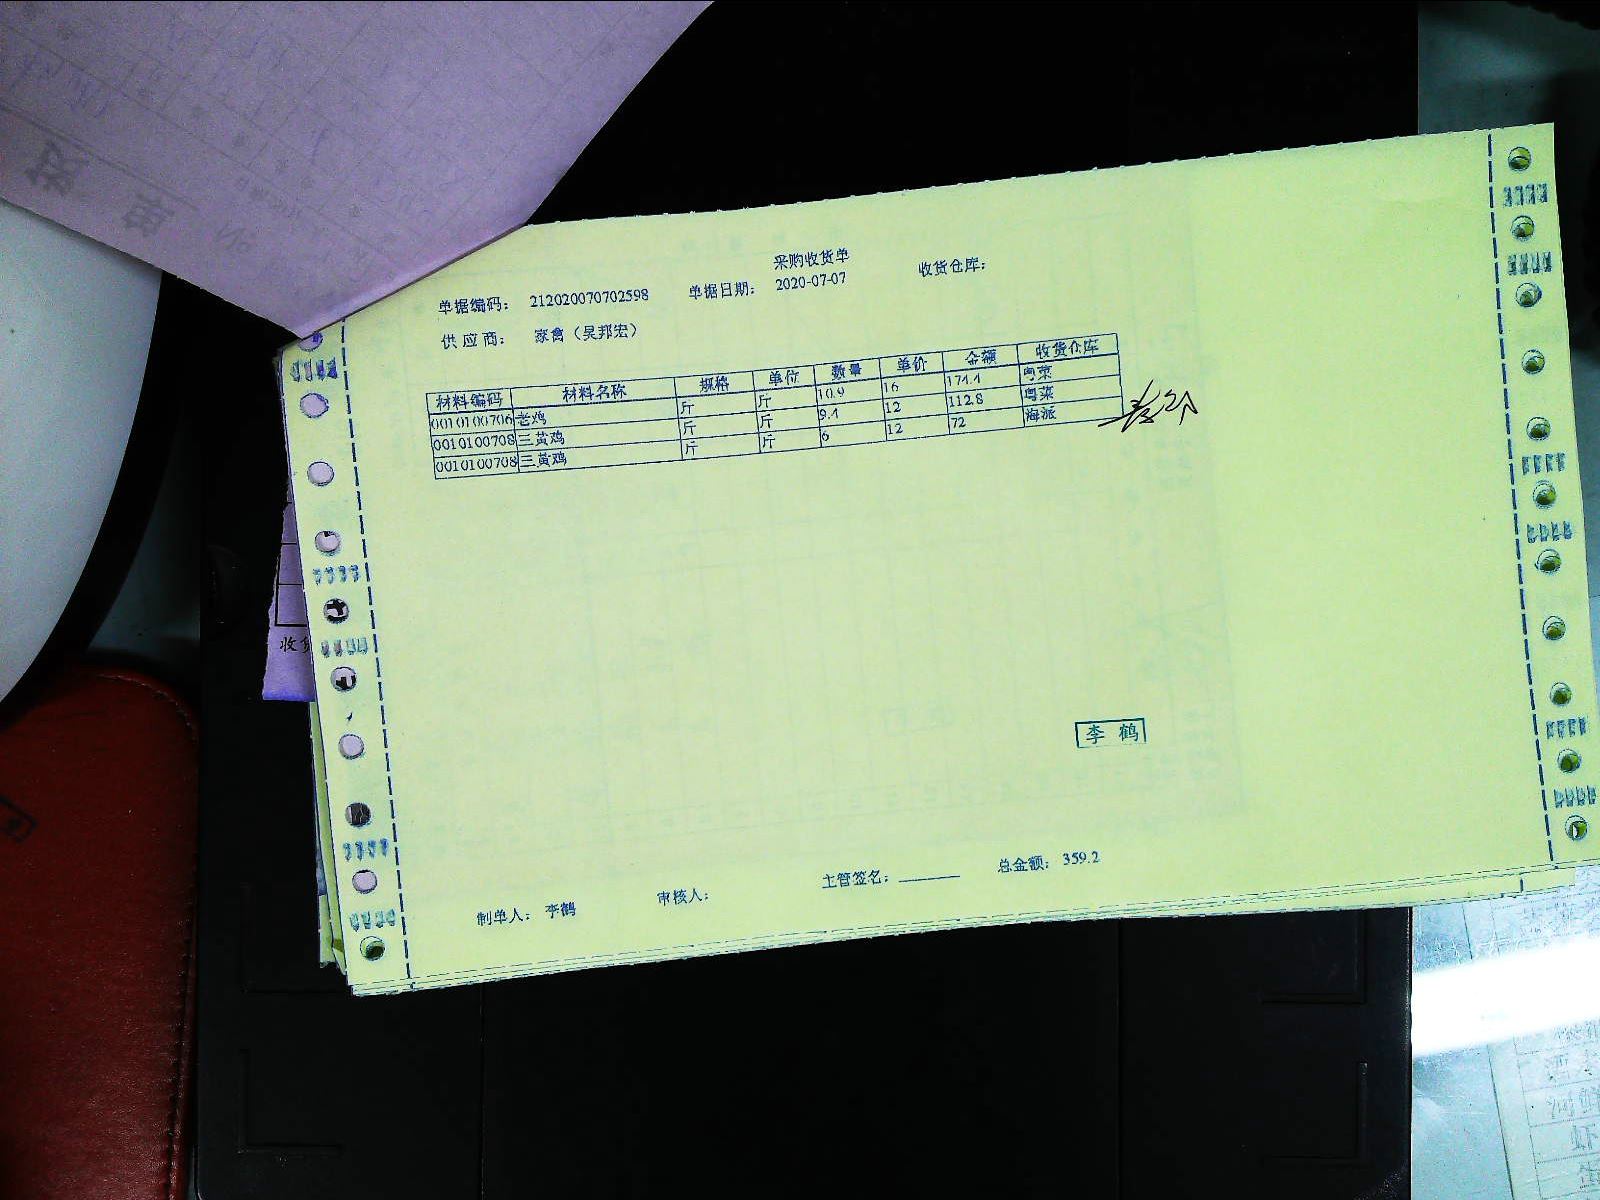 采购收货单
单据编码: 212020070702598 单据日期: 2020-07-07 收货仓库:
供应商: 家禽(吴邦宏)
材料编码 材料名称 规格 单位 数量 单价 金额 收货仓库
0010100706 老鸡 斤 斤 10.9 16 174.4 粤菜
0010100708 三黄鸡 斤 斤 9.4 12 112.8 粤菜
0010100708 三黄鸡 斤 斤 6 12 72 海派
李鹤
制单人: 李鹤 审核人: 主管签名: 总金额: 359.2
收货